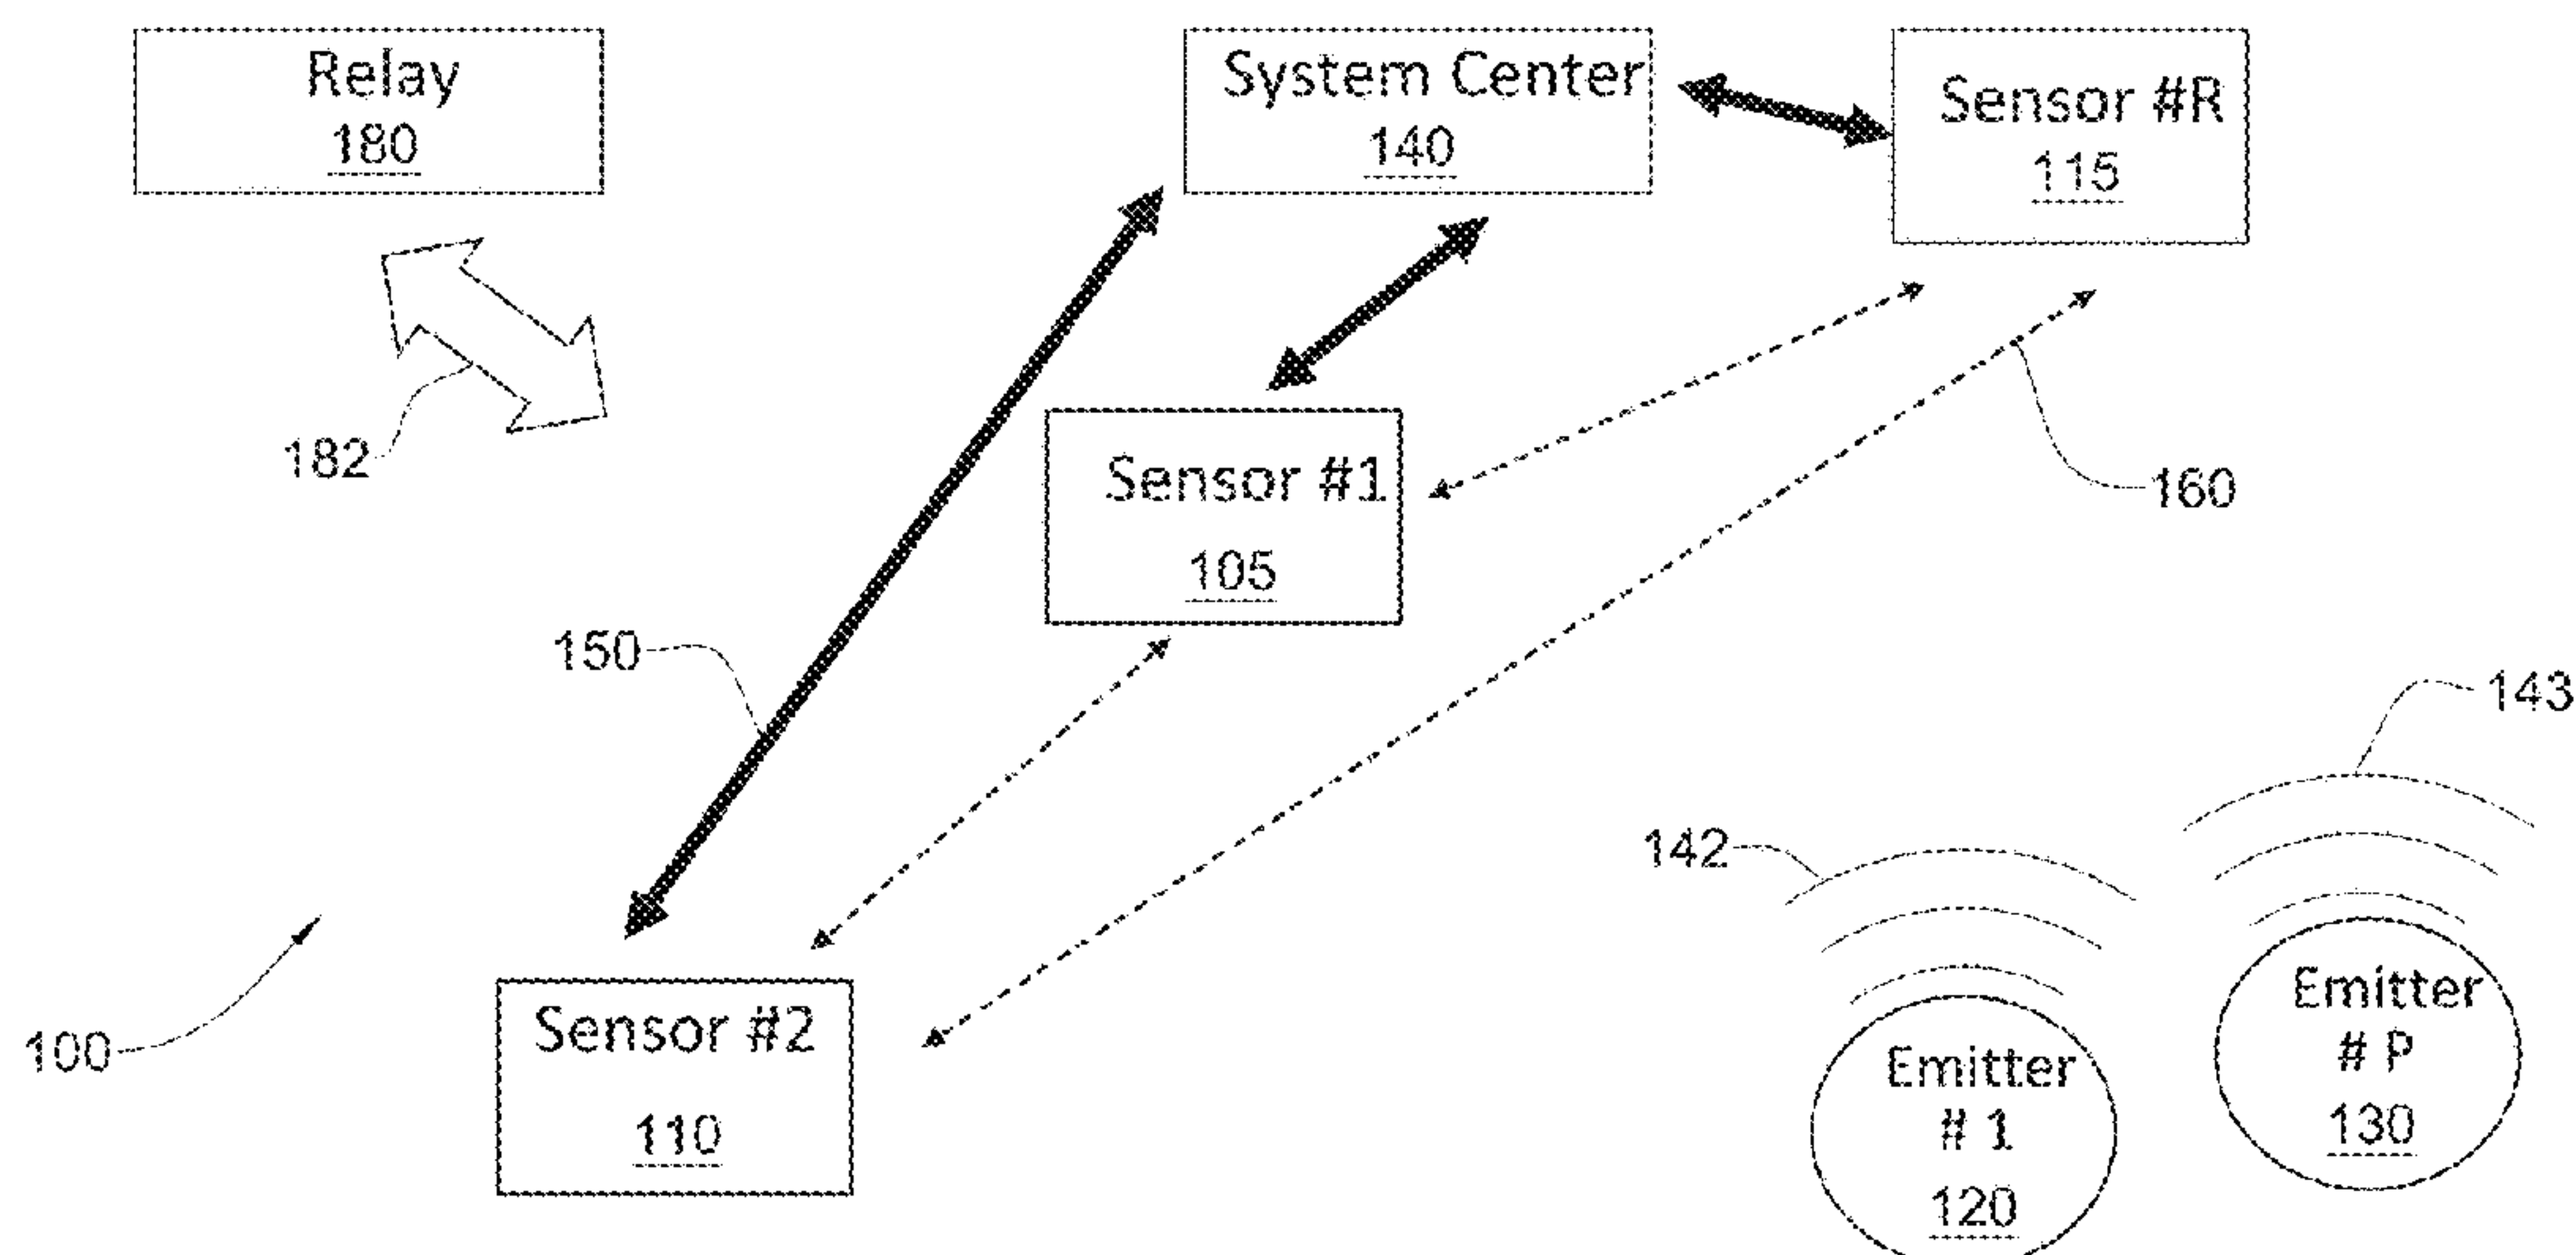 Relay
180
System Center
140
Sensor #R
115
182
Sensor #1
105
160
150
143
142
100
Sensor #2
110
Emitter
# 1
120
Emitter
# P
130